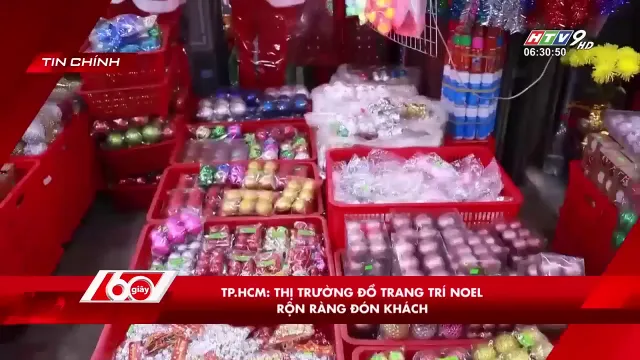 TIN CHÍNH
HTV9 HD
06:30:50
60 giây
TP.HCM: THỊ TRƯỜNG ĐỒ TRANG TRÍ NOEL
RỘN RÀNG ĐÓN KHÁCH